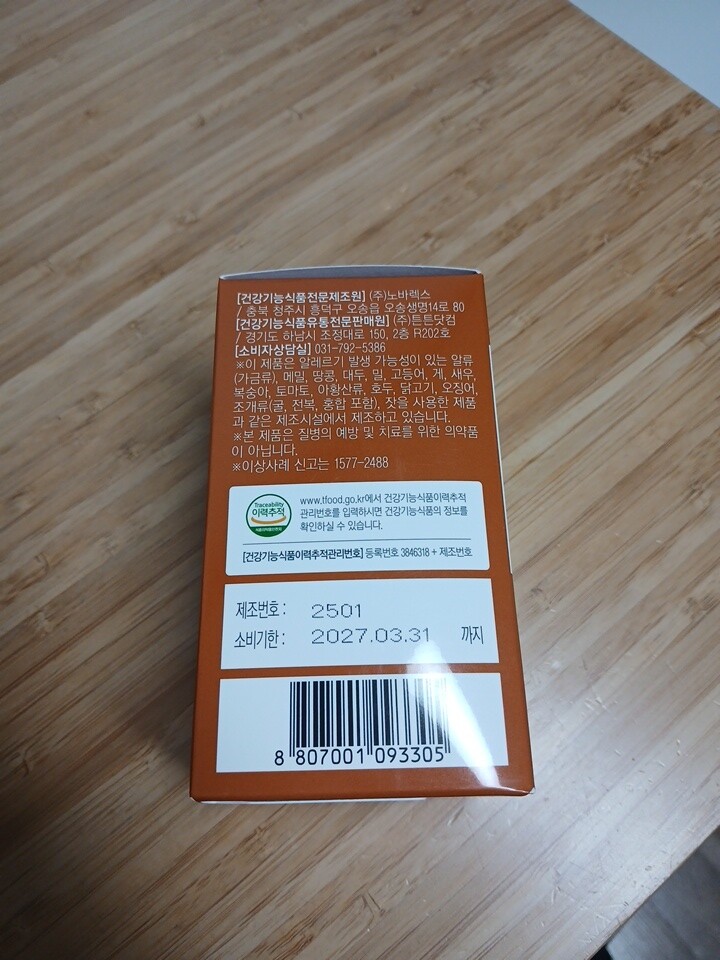 [건강기능식품전문제조원] (주)노바렉스
/ 충북 청주시 흥덕구 오송읍 오송생명14로 80
[건강기능식품유통전문판매원] (주)튼튼닷컴
/ 경기도 하남시 조정대로 150, 2층 R202호
[소비자상담실] 031-792-5386
※이 제품은 알레르기 발생 가능성이 있는 알류
(가금류), 메밀, 땅콩, 대두, 밀, 고등어, 게, 새우,
복숭아, 토마토, 아황산류, 호두, 닭고기, 오징어,
조개류(굴, 전복, 홍합 포함), 잣을 사용한 제품
과 같은 제조시설에서 제조하고 있습니다.
※본 제품은 질병의 예방 및 치료를 위한 의약품
이 아닙니다.
※이상사례 신고는 1577-2488
Traceability
이력추적
www.tfood.go.kr에서 건강기능식품이력추적
관리번호를 입력하시면 건강기능식품의 정보를
확인하실 수 있습니다.
[건강기능식품이력추적관리번호] 등록번호 3846318 + 제조번호
제조번호 : 2501
소비기한 : 2027.03.31 까지
8 807001 093305